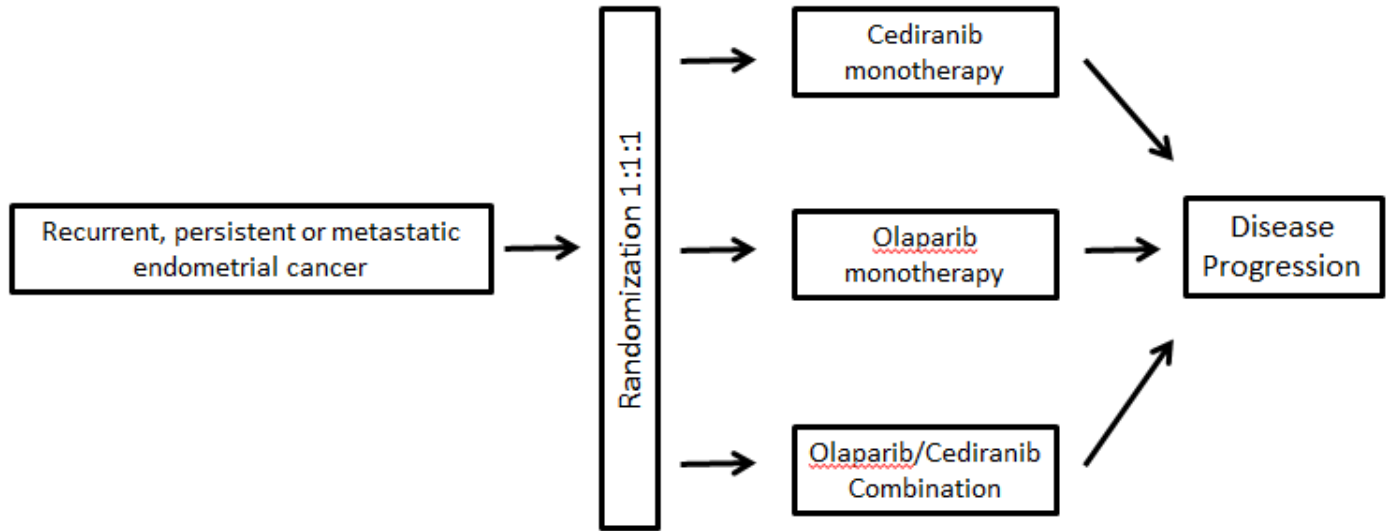 Recurrent, persistent or metastatic
endometrial cancer
Randomization 1:1:1
Cediranib
monotherapy
Olaparib
monotherapy
Olaparib/Cediranib
Combination
Disease
Progression